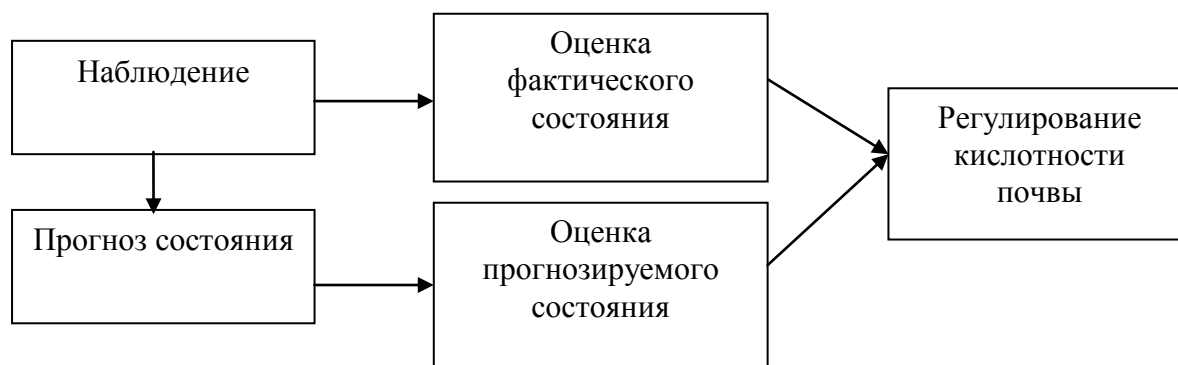 Наблюдение
Оценка
фактического
состояния
Регулирование
кислотности
почвы
Прогноз состояния
Оценка
прогнозируемого
состояния